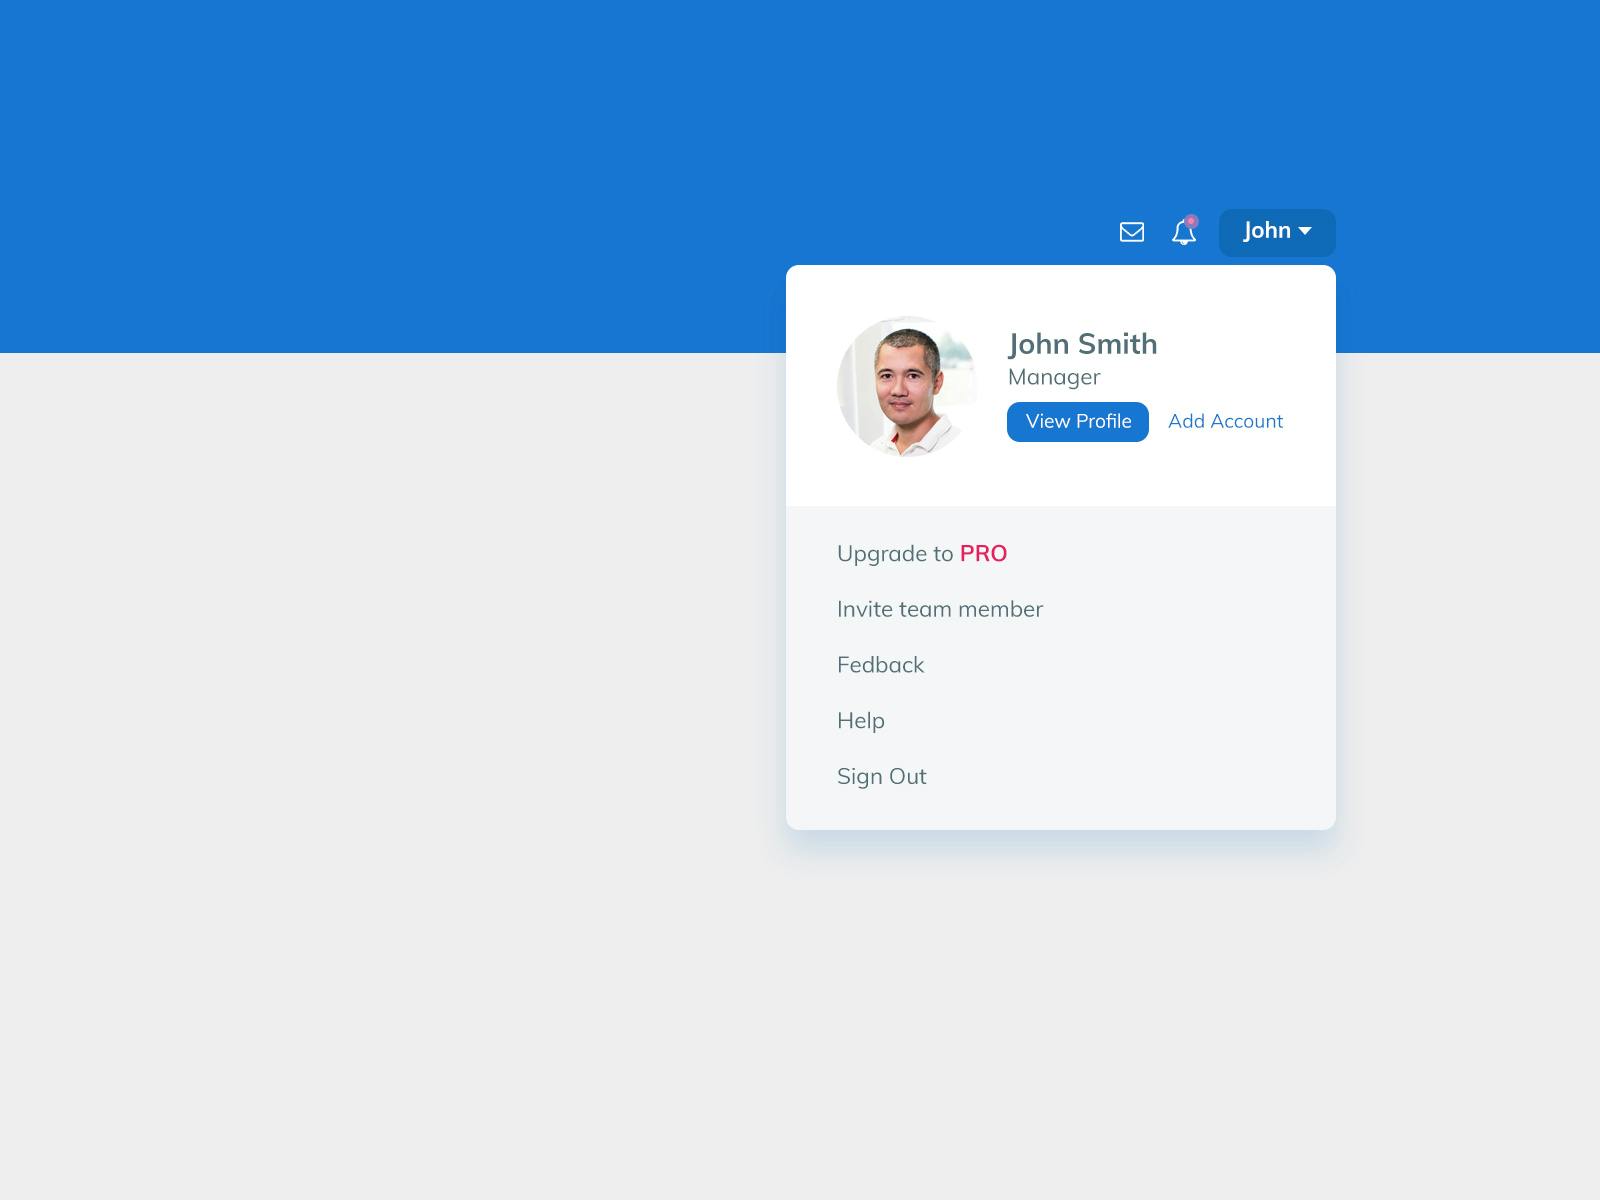 John
John Smith
Manager
View Profile Add Account
Upgrade to PRO
Invite team member
Fedback
Help
Sign Out